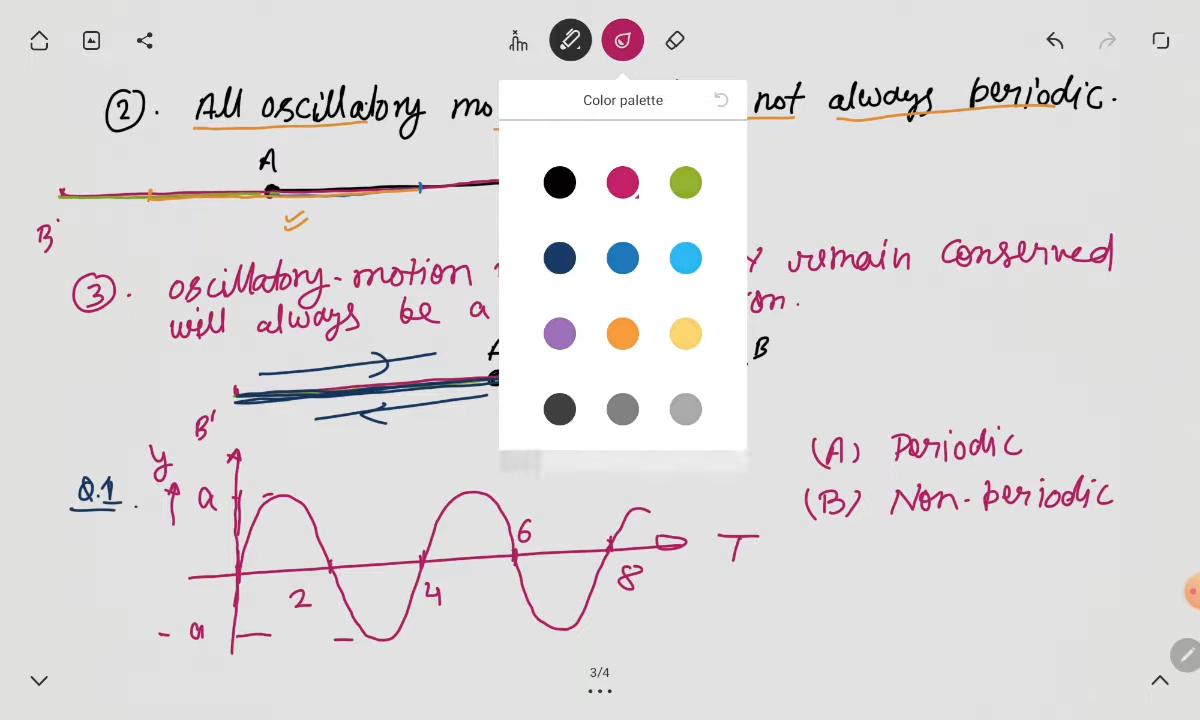 Color palette
②. All oscillatory mo not always periodic.
A
B'
③. oscillatory-motion remain conserved
will always be a on.
B
B'
Q.1. y a
(A) Periodic
(B) Non-periodic
6
T
2 4 8
- a
3/4